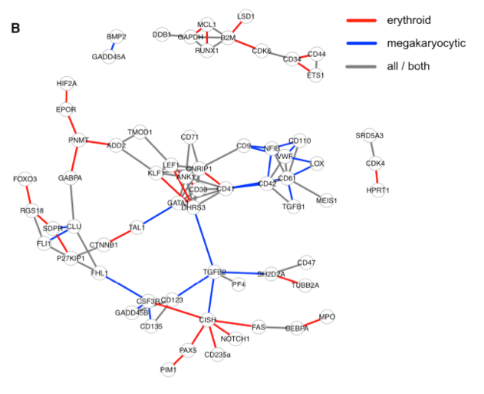 B
erythroid
megakaryocytic
all / both
LSD1
MCL1
BMP2
DDB1
GAPDH
B2M
RUNX1
CDK6
CD44
CD34
GADD45A
ETS1
HIF2A
EPOR
TMOD1
CD71
SRD5A3
PNMT
ADD2
CD9
NFIB
CD110
VWF
LEF1
CNRIP1
LOX
CDK4
KLF1
GABPA
FOXO3
CD4
CD42
CD61
HPRT1
MEIS1
GATA1
DHRS3
TGFB1
RGS18
SDPR
CLU
TAL1
FLI1
CTNNB1
P27KIP1
CD47
FHL1
TGFB2
SH2D2A
PF4
TUBB2A
CSF3R
CD123
GADD45B
CD135
CISH
MPO
FAS
CEBPA
NOTCH1
PAX5
CD235a
PIM1